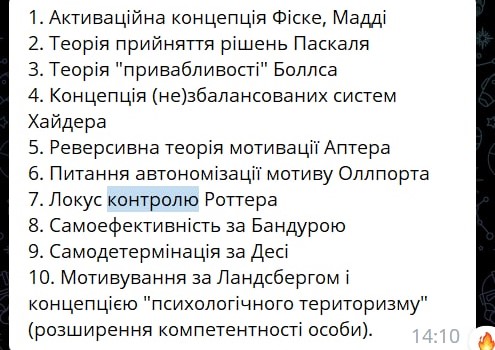 1. Активаційна концепція Фіске, Мадді
2. Теорія прийняття рішень Паскаля
3. Теорія "привабливості" Боллса
4. Концепція (не)збалансованих систем
Хайдера
5. Реверсивна теорія мотивації Аптера
6. Питання автономізації мотиву Оллпорта
7. Локус контролю Роттера
8. Самоефективність за Бандурою
9. Самодетермінація за Десі
10. Мотивування за Ландсбергом і
концепцією "психологічного територизму"
(розширення компетентності особи).
14:10